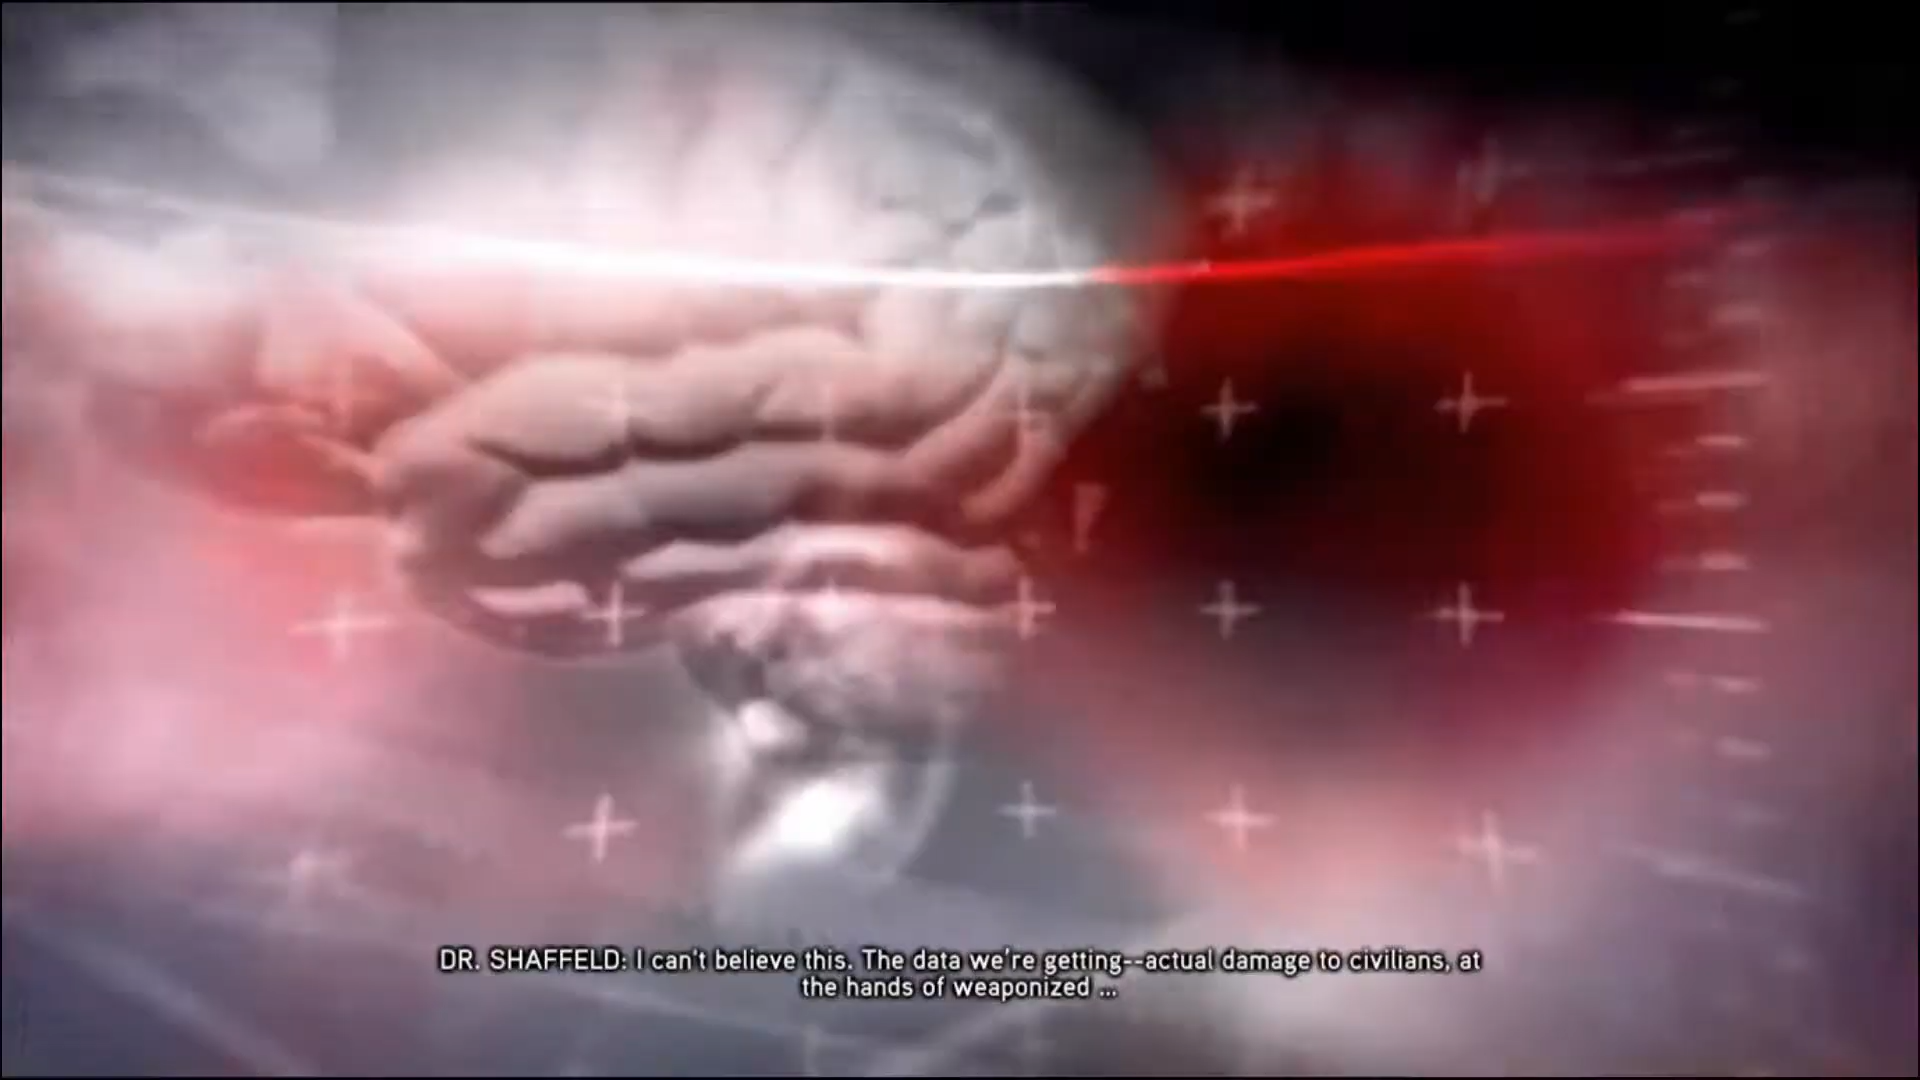 DR. SHAFFELD: I can't believe this. The data we're getting--actual damage to civilians, at
the hands of weaponized ...